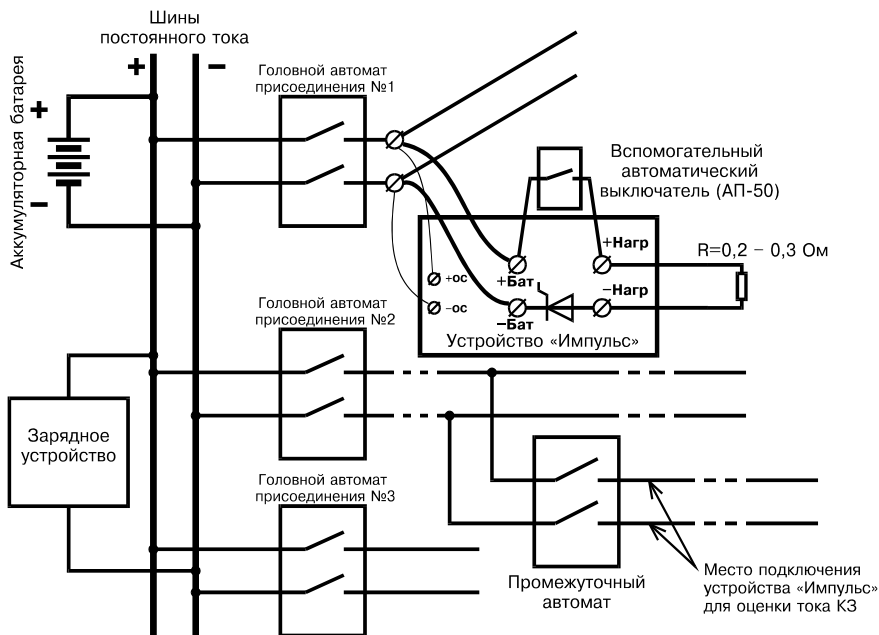 Шины
постоянного тока
+
−
Головной автомат
присоединения №1
Аккумуляторная батарея
+
−
Вспомогательный
автоматический
выключатель (АП-50)
+Нагр
R=0,2 – 0,3 Ом
+ос
+Бат
−Нагр
−ос
−Бат
Устройство «Импульс»
Головной автомат
присоединения №2
Зарядное
устройство
Головной автомат
присоединения №3
Промежуточный
автомат
Место подключения
устройства «Импульс»
для оценки тока КЗ